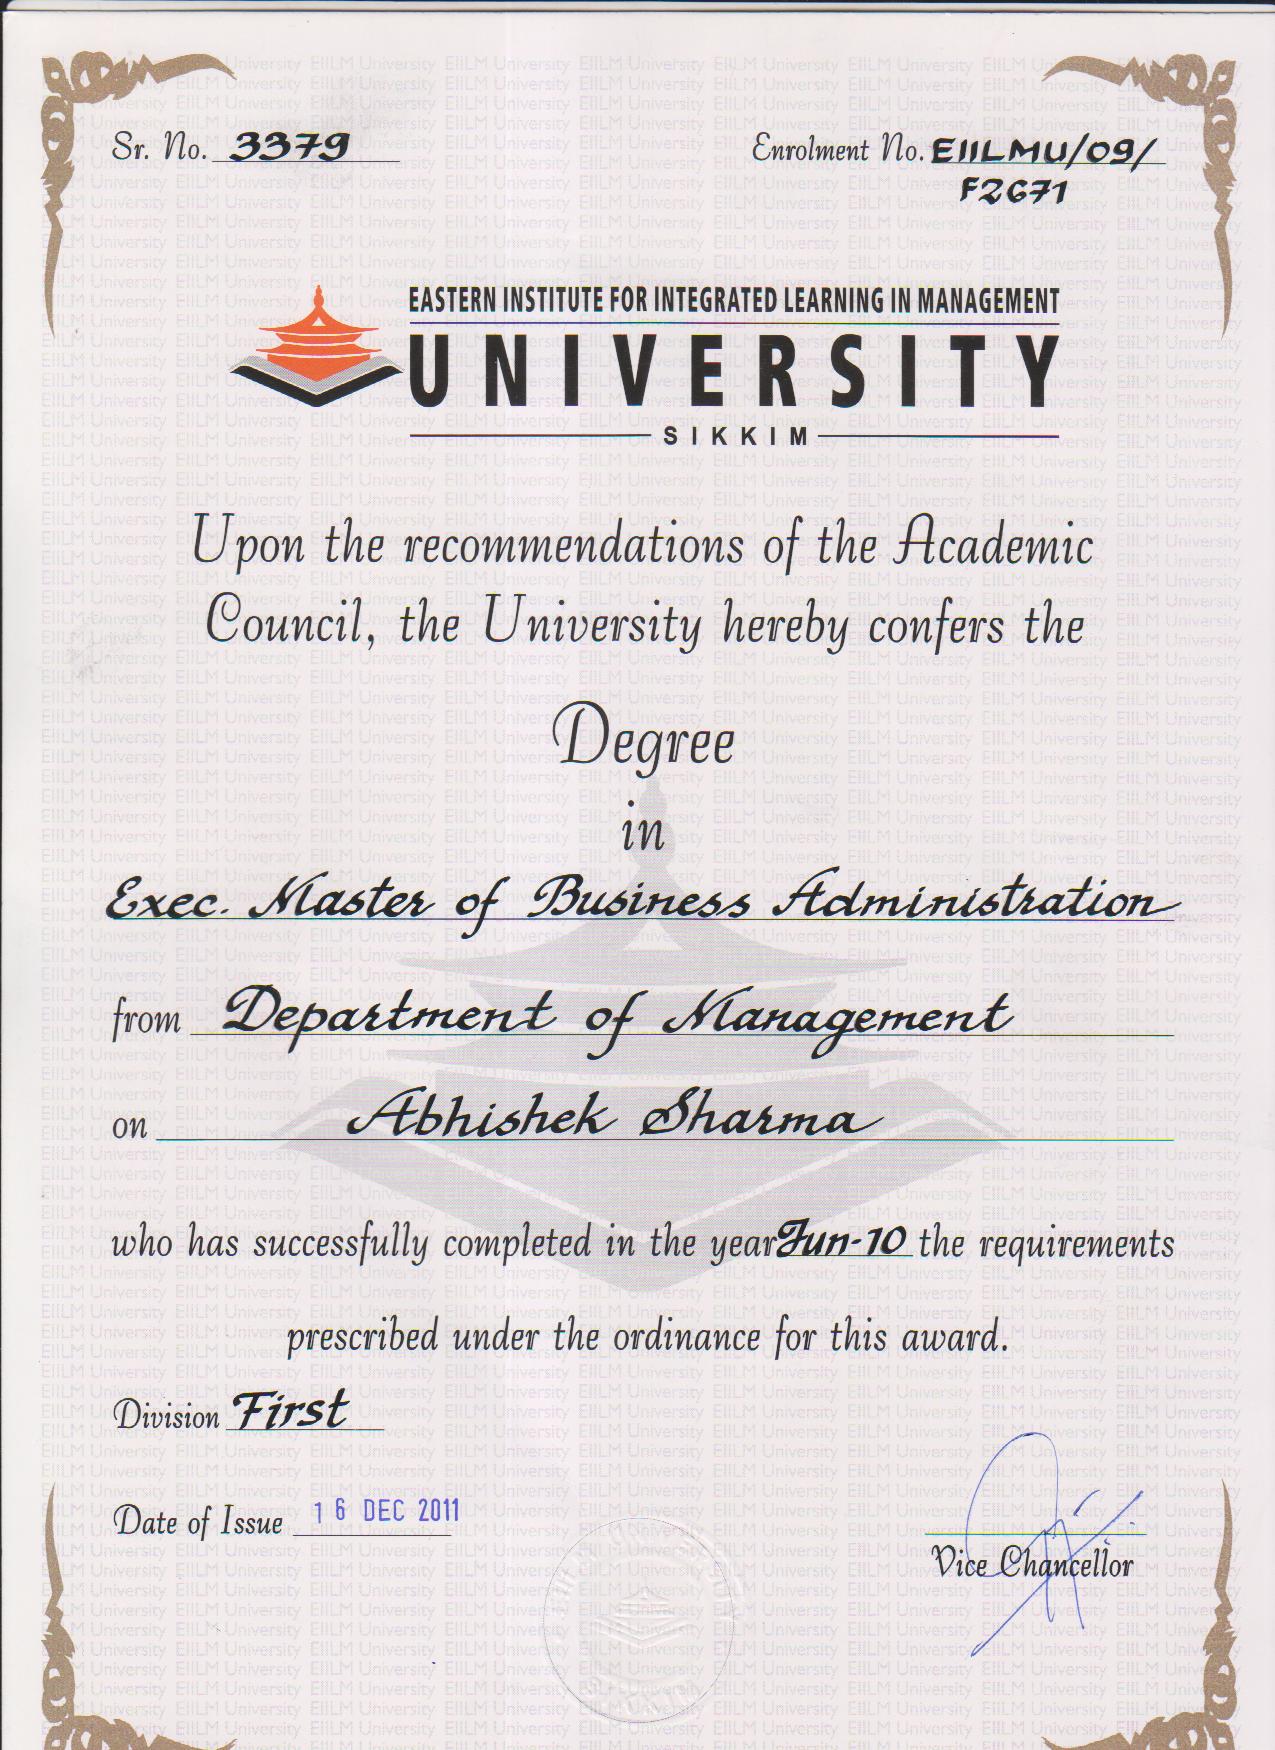 Sr. No. 3379
Enrolment No. EIILMU/09/
F2671
EASTERN INSTITUTE FOR INTEGRATED LEARNING IN MANAGEMENT
UNIVERSITY
SIKKIM
Upon the recommendations of the Academic
Council, the University hereby confers the
Degree
in
Exec. Master of Business Administration
from Department of Management
on Abhishek Sharma
who has successfully completed in the year Jun-10 the requirements
prescribed under the ordinance for this award.
Division First
Date of Issue 16 DEC 2011
Vice Chancellor